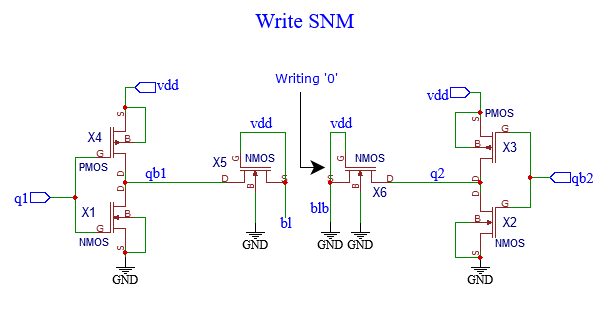 Write SNM
Writing '0'
vdd
S
X4
B
G
PMOS
D
q1
qb1
D
X1
B
G
NMOS
S
GND
vdd
X5
G
NMOS
D
S
B
bl
GND
vdd
G
NMOS
S
D
B
X6
blb
GND
GND
q2
vdd
S
PMOS
G
B
X3
D
qb2
D
G
B
X2
NMOS
S
GND